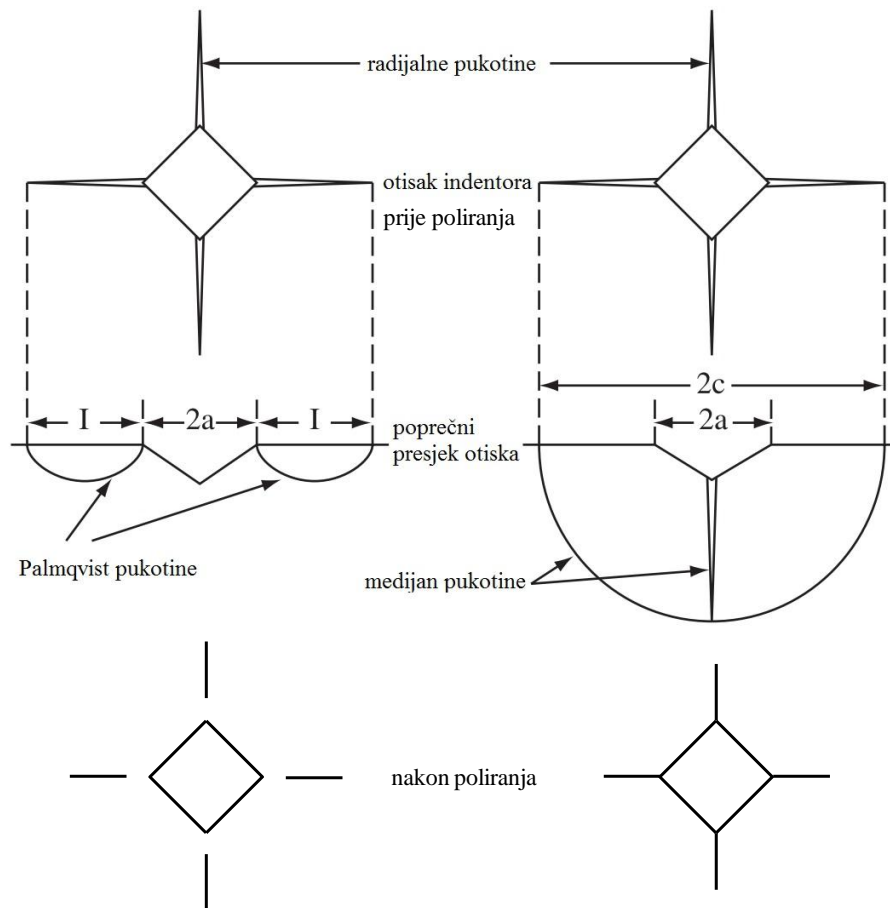 radijalne pukotine
otisak indentora
prije poliranja
2c
I 2a I
2a
poprečni
presjek otiska
Palmqvist pukotine
medijan pukotine
nakon poliranja